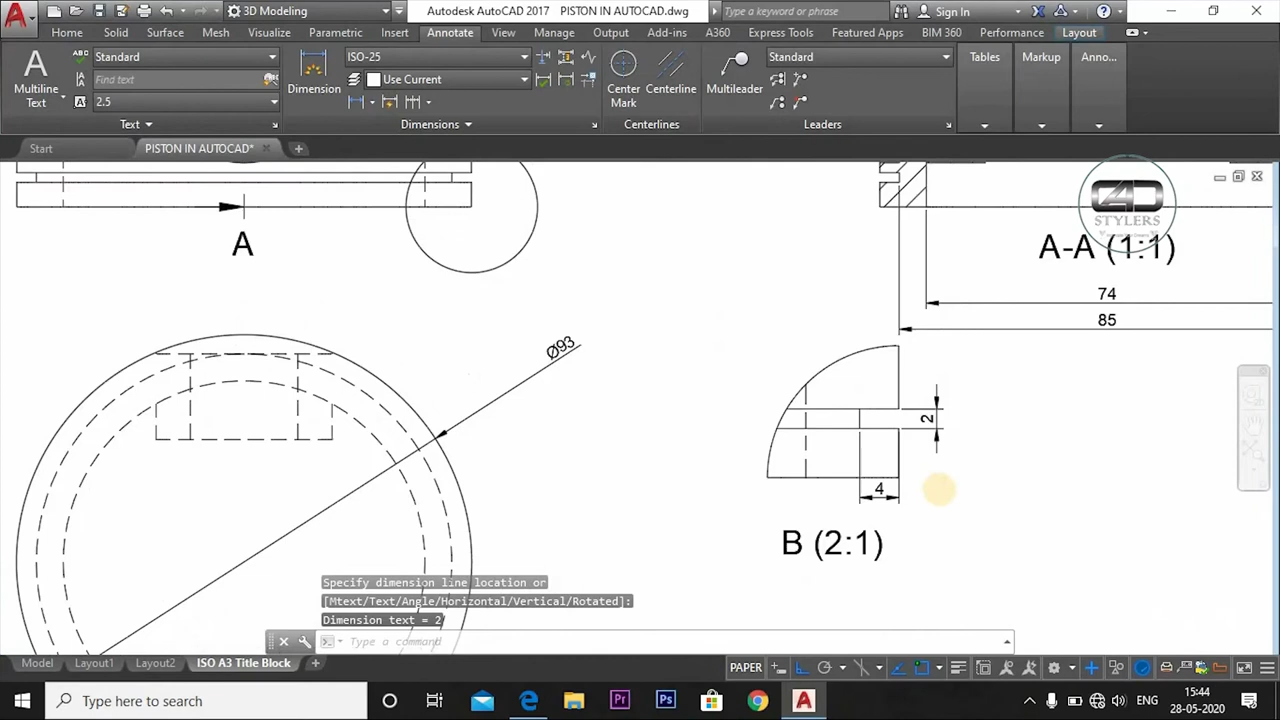 Autodesk AutoCAD 2017 PISTON IN AUTOCAD.dwg
3D Modeling
Type a keyword or phrase
Sign In
Home Solid Surface Mesh Visualize Parametric Insert Annotate View Manage Output Add-ins A360 Express Tools Featured Apps BIM 360 Performance Layout
Multiline Text
Standard
Find text
2.5
Text
Dimension
ISO-25
Use Current
Dimensions
Center Mark
Centerline
Centerlines
Multileader
Standard
Leaders
Tables
Markup
Anno...
Start
PISTON IN AUTOCAD*
A
STYLERS
A-A (1:1)
74
85
Ø93
2
4
B (2:1)
Specify dimension line location or
[Mtext/Text/Angle/Horizontal/Vertical/Rotated]:
Dimension text = 2
Type a command
Model Layout1 Layout2 ISO A3 Title Block
PAPER
Type here to search
Pr
Ps
A
ENG
15:44
28-05-2020